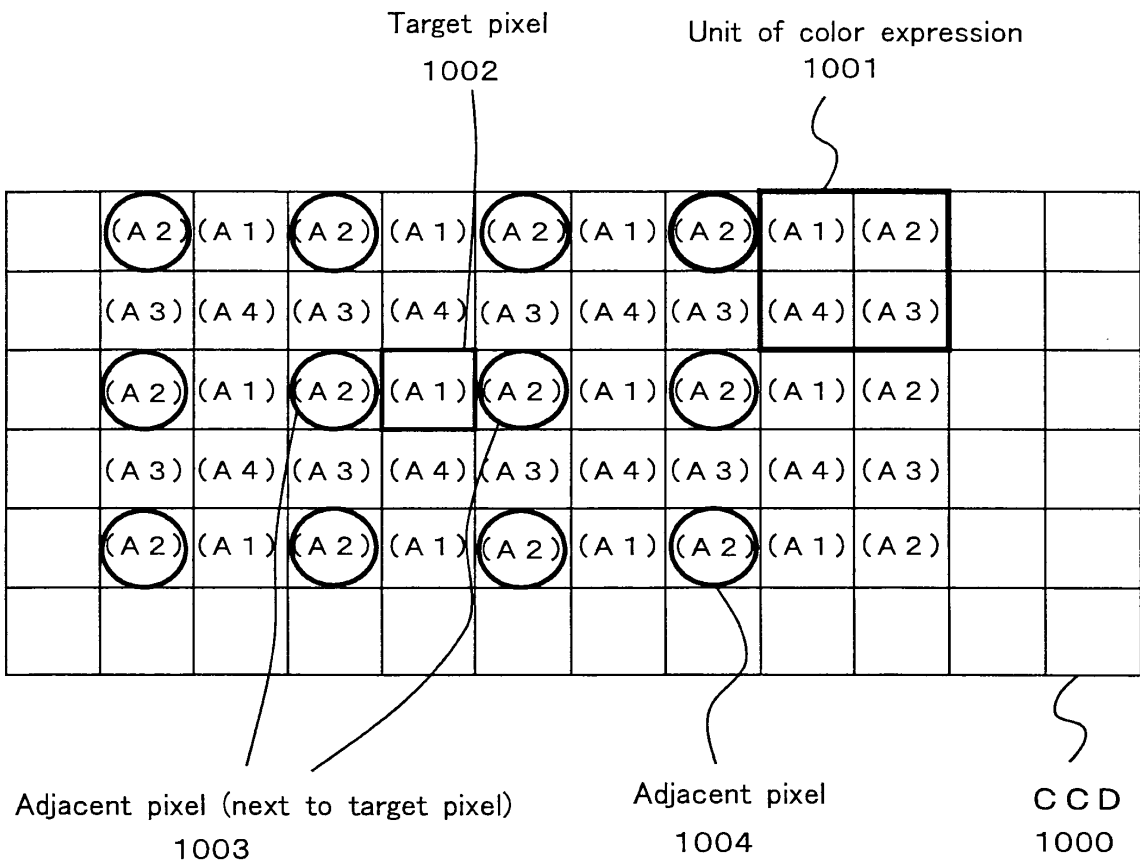 Target pixel
1002
Unit of color expression
1001
(A2) (A1) (A2) (A1) (A2) (A1) (A2) (A1) (A2)
(A3) (A4) (A3) (A4) (A3) (A4) (A3) (A4) (A3)
(A2) (A1) (A2) (A1) (A2) (A1) (A2) (A1) (A2)
(A3) (A4) (A3) (A4) (A3) (A4) (A3) (A4) (A3)
(A2) (A1) (A2) (A1) (A2) (A1) (A2) (A1) (A2)
Adjacent pixel (next to target pixel)
1003
Adjacent pixel
1004
CCD
1000